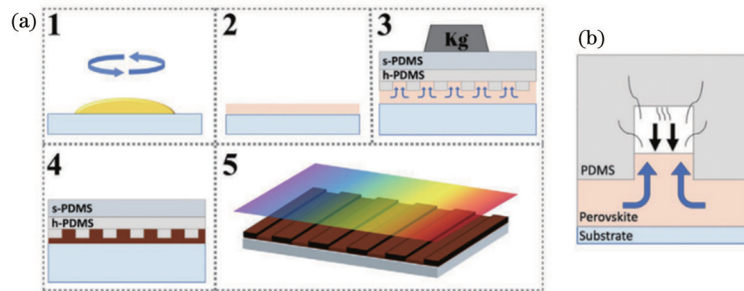 (a)
1
2
3
Kg
s-PDMS
h-PDMS
4
s-PDMS
h-PDMS
5
(b)
PDMS
Perovskite
Substrate